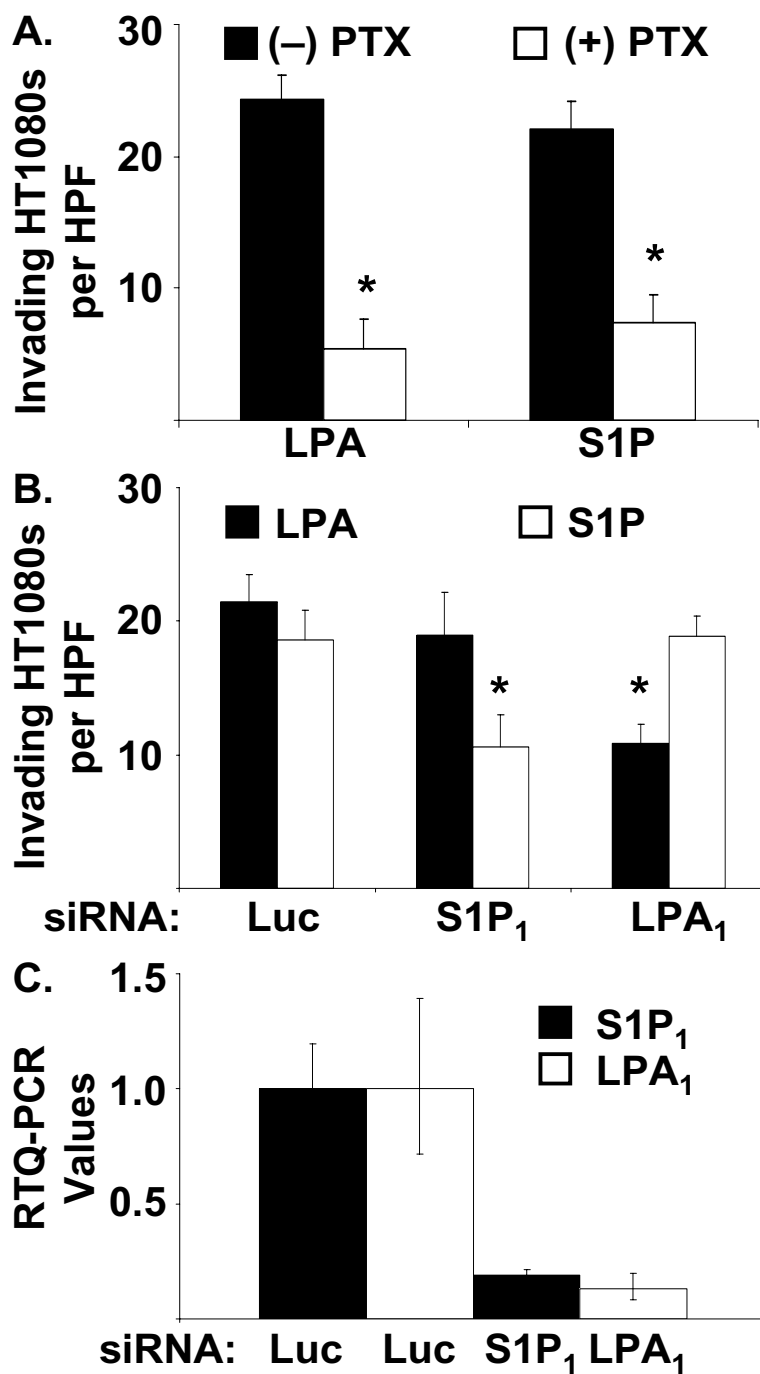 A.
30
20
10
Invading HT1080s
per HPF
(–) PTX
(+) PTX
*
*
LPA
S1P
B.
30
20
10
Invading HT1080s
per HPF
LPA
S1P
*
*
siRNA: Luc S1P₁ LPA₁
C.
1.5
1.0
0.5
RTQ-PCR
Values
S1P₁
LPA₁
siRNA: Luc Luc S1P₁ LPA₁